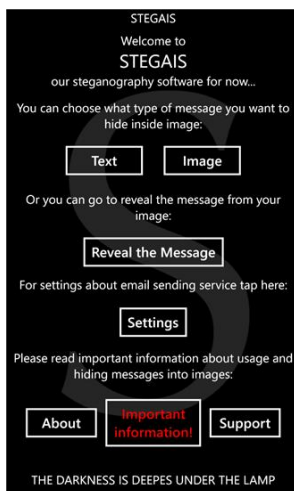 STEGAIS
Welcome to
STEGAIS
our steganography software for now...
You can choose what type of message you want to
hide inside image:
Text Image
Or you can go to reveal the message from your
image:
Reveal the Message
For settings about email sending service tap here:
Settings
Please read important information about usage and
hiding messages into images:
About Important information! Support
THE DARKNESS IS DEEPES UNDER THE LAMP